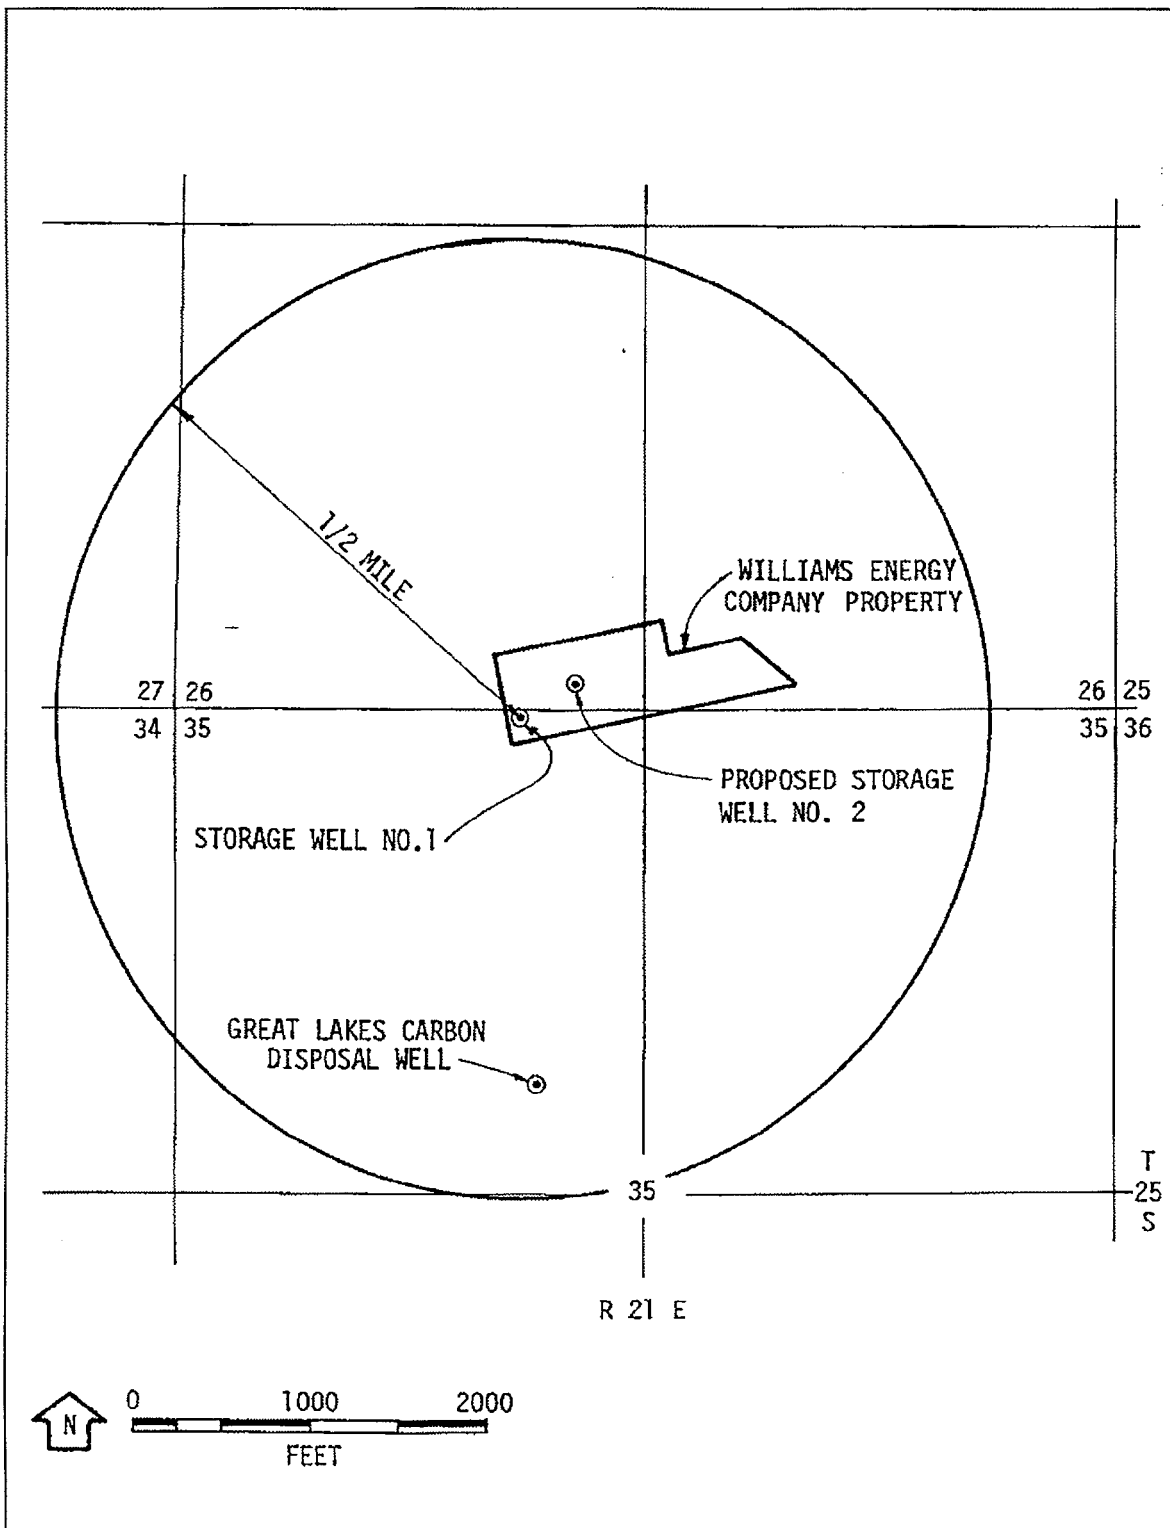 1/2 MILE
WILLIAMS ENERGY
COMPANY PROPERTY
27 26
34 35
26 25
35 36
PROPOSED STORAGE
WELL NO. 2
STORAGE WELL NO.1
GREAT LAKES CARBON
DISPOSAL WELL
T
35
25
S
R 21 E
N
0 1000 2000
FEET